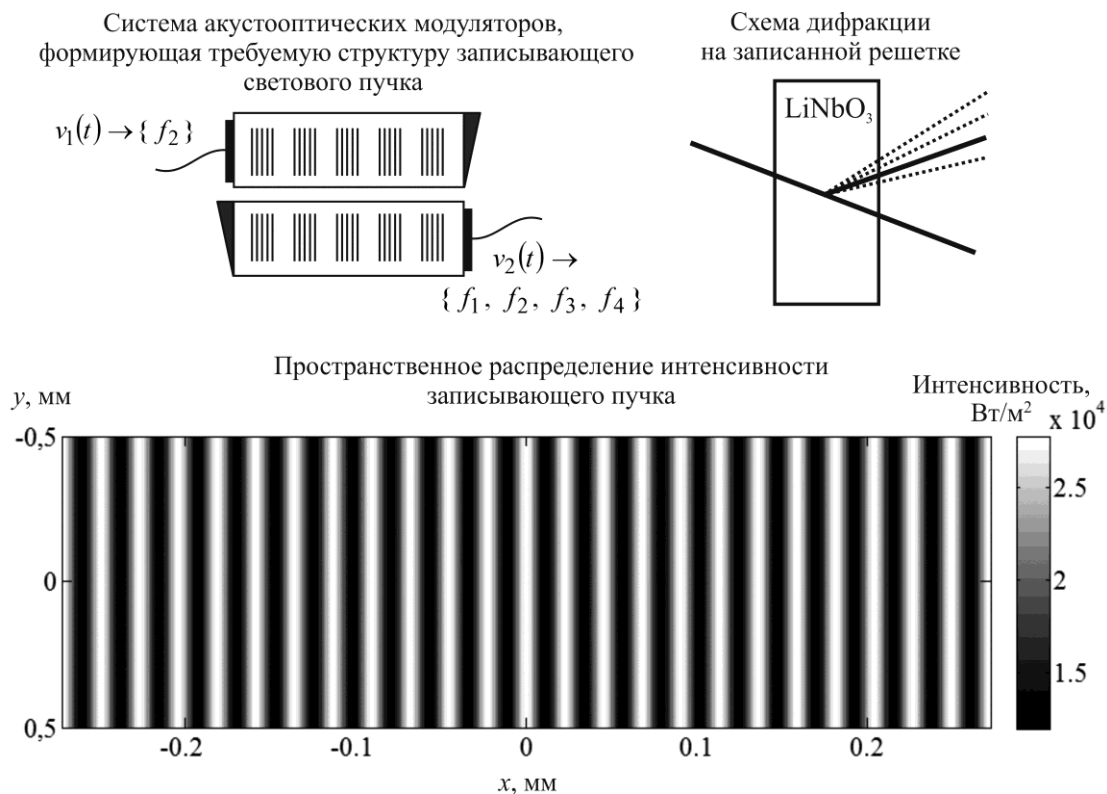 Система акустооптических модуляторов,
формирующая требуемую структуру записывающего
светового пучка
v₁(t) → { f₂ }
v₂(t) →
{ f₁ , f₂ , f₃ , f₄ }
Схема дифракции
на записанной решетке
LiNbO₃
Пространственное распределение интенсивности
записывающего пучка
y, мм
-0,5
0
0,5
-0.2
-0.1
0
0.1
0.2
x, мм
Интенсивность,
Вт/м²
x 10⁴
2.5
2
1.5